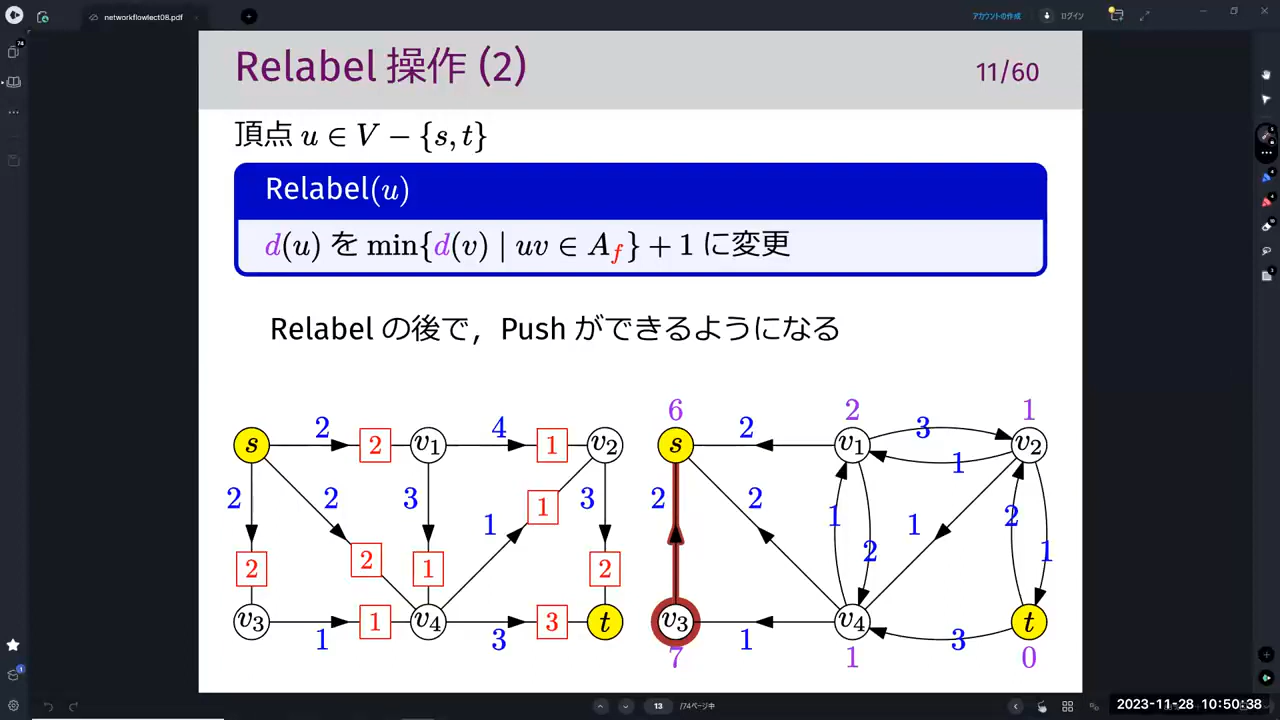 networkflowlect08.pdf
アカウントの作成
ログイン
Relabel 操作 (2)
11/60
頂点 u ∈ V − {s, t}
Relabel(u)
d(u) を min{d(v) | uv ∈ A_f} + 1 に変更
Relabel の後で，Push ができるようになる
6 2 1
s 2 2 v1 4 1 v2
s 2 v1 3 v2
1
2 2 3 1 1 3
2 2 1 1 2
2 2 1 2
2 1
v3 1 1 v4 3 3 t
v3 1 v4 3 t
7 1 0
13
/74ページ中
2023-11-28 10:50:38